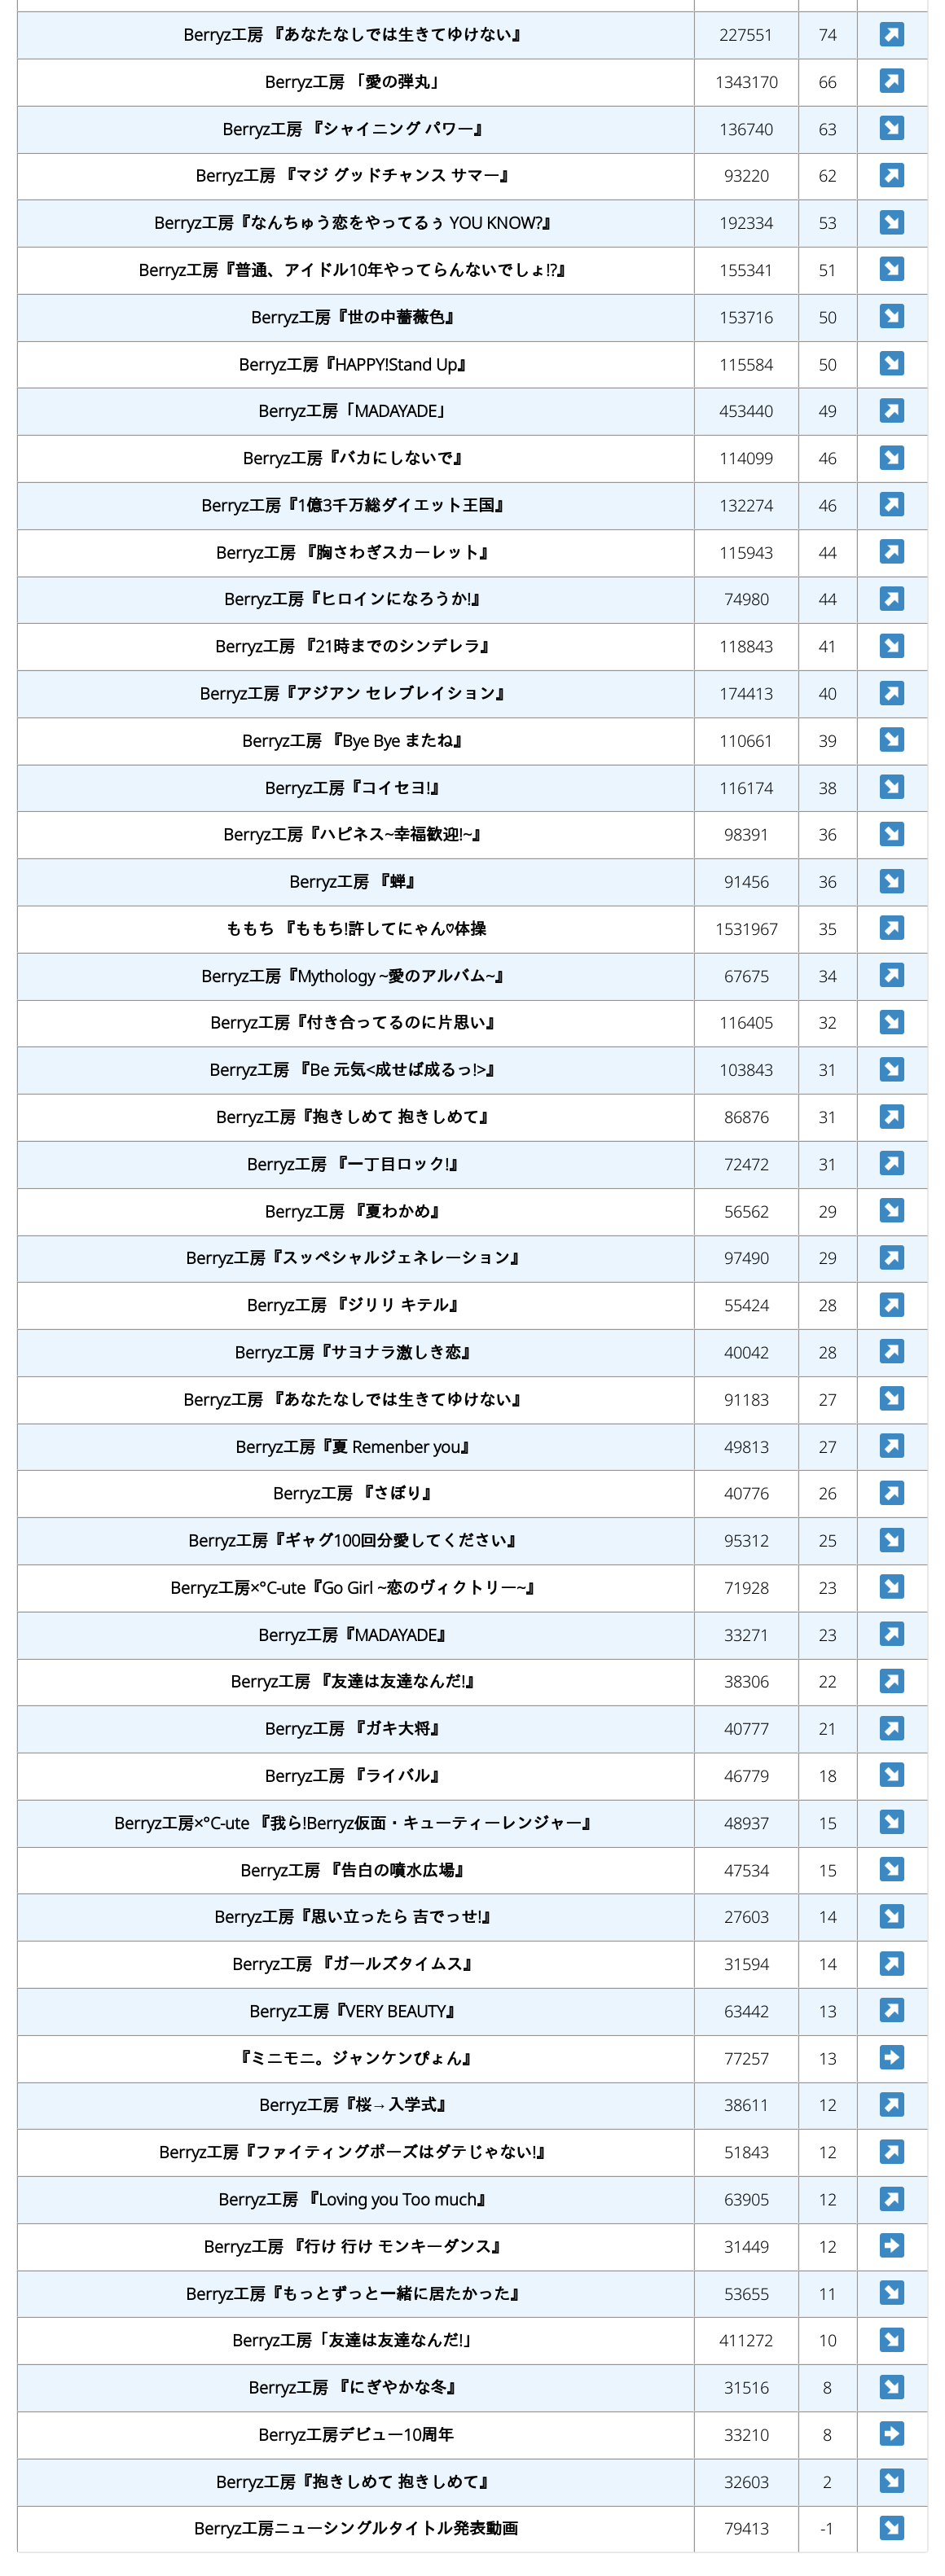 Berryz工房 『あなたなしでは生きてゆけない』 227551 74 ↗
Berryz工房 「愛の弾丸」 1343170 66 ↗
Berryz工房 『シャイニング パワー』 136740 63 ↘
Berryz工房 『マジ グッドチャンス サマー』 93220 62 ↗
Berryz工房『なんちゅう恋をやってるぅ YOU KNOW?』 192334 53 ↘
Berryz工房『普通、アイドル10年やってらんないでしょ!?』 155341 51 ↘
Berryz工房『世の中薔薇色』 153716 50 ↘
Berryz工房『HAPPY!Stand Up』 115584 50 ↘
Berryz工房「MADAYADE」 453440 49 ↗
Berryz工房『バカにしないで』 114099 46 ↘
Berryz工房『1億3千万総ダイエット王国』 132274 46 ↗
Berryz工房 『胸さわぎスカーレット』 115943 44 ↗
Berryz工房『ヒロインになろうか!』 74980 44 ↗
Berryz工房 『21時までのシンデレラ』 118843 41 ↘
Berryz工房『アジアン セレブレイション』 174413 40 ↗
Berryz工房 『Bye Bye またね』 110661 39 ↘
Berryz工房『コイセヨ!』 116174 38 ↘
Berryz工房『ハピネス~幸福歓迎!~』 98391 36 ↘
Berryz工房 『蝉』 91456 36 ↘
ももち 『ももち!許してにゃん♡体操 1531967 35 ↗
Berryz工房『Mythology ~愛のアルバム~』 67675 34 ↗
Berryz工房『付き合ってるのに片思い』 116405 32 ↘
Berryz工房 『Be 元気<成せば成るっ!>』 103843 31 ↘
Berryz工房『抱きしめて 抱きしめて』 86876 31 ↗
Berryz工房 『一丁目ロック!』 72472 31 ↗
Berryz工房 『夏わかめ』 56562 29 ↘
Berryz工房『スッペシャルジェネレーション』 97490 29 ↗
Berryz工房 『ジリリ キテル』 55424 28 ↗
Berryz工房『サヨナラ激しき恋』 40042 28 ↗
Berryz工房 『あなたなしでは生きてゆけない』 91183 27 ↘
Berryz工房『夏 Remenber you』 49813 27 ↗
Berryz工房 『さぼり』 40776 26 ↗
Berryz工房『ギャグ100回分愛してください』 95312 25 ↘
Berryz工房×°C-ute『Go Girl ~恋のヴィクトリー~』 71928 23 ↘
Berryz工房『MADAYADE』 33271 23 ↗
Berryz工房 『友達は友達なんだ!』 38306 22 ↗
Berryz工房 『ガキ大将』 40777 21 ↗
Berryz工房 『ライバル』 46779 18 ↘
Berryz工房×°C-ute 『我ら!Berryz仮面・キューティーレンジャー』 48937 15 ↘
Berryz工房 『告白の噴水広場』 47534 15 ↘
Berryz工房『思い立ったら 吉でっせ!』 27603 14 ↘
Berryz工房 『ガールズタイムス』 31594 14 ↗
Berryz工房『VERY BEAUTY』 63442 13 ↗
『ミニモニ。ジャンケンぴょん』 77257 13 ➡
Berryz工房『桜→入学式』 38611 12 ↗
Berryz工房『ファイティングポーズはダテじゃない!』 51843 12 ↗
Berryz工房 『Loving you Too much』 63905 12 ↗
Berryz工房 『行け 行け モンキーダンス』 31449 12 ➡
Berryz工房『もっとずっと一緒に居たかった』 53655 11 ↘
Berryz工房「友達は友達なんだ!」 411272 10 ↘
Berryz工房 『にぎやかな冬』 31516 8 ↘
Berryz工房デビュー10周年 33210 8 ➡
Berryz工房『抱きしめて 抱きしめて』 32603 2 ↘
Berryz工房ニューシングルタイトル発表動画 79413 -1 ↘